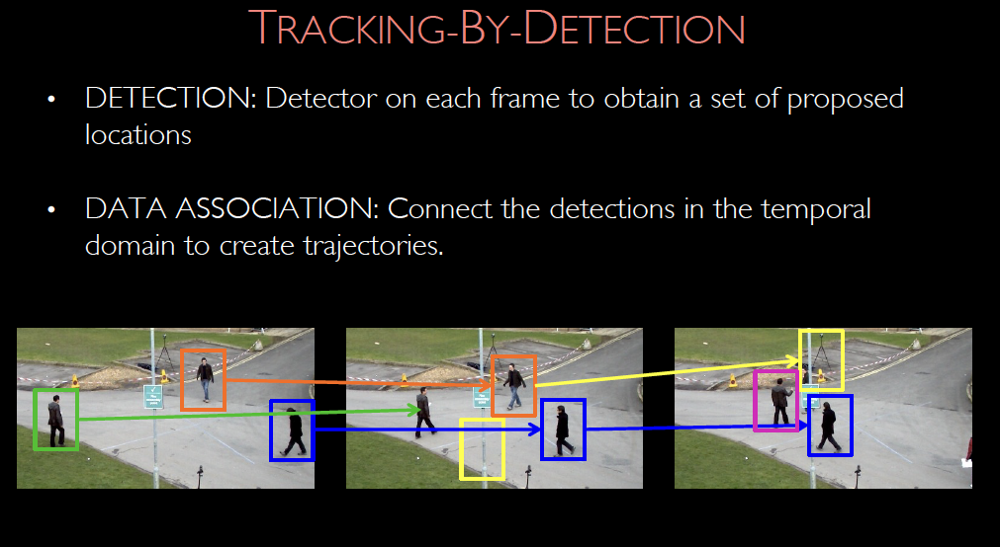 TRACKING-BY-DETECTION
• DETECTION: Detector on each frame to obtain a set of proposed
locations
• DATA ASSOCIATION: Connect the detections in the temporal
domain to create trajectories.